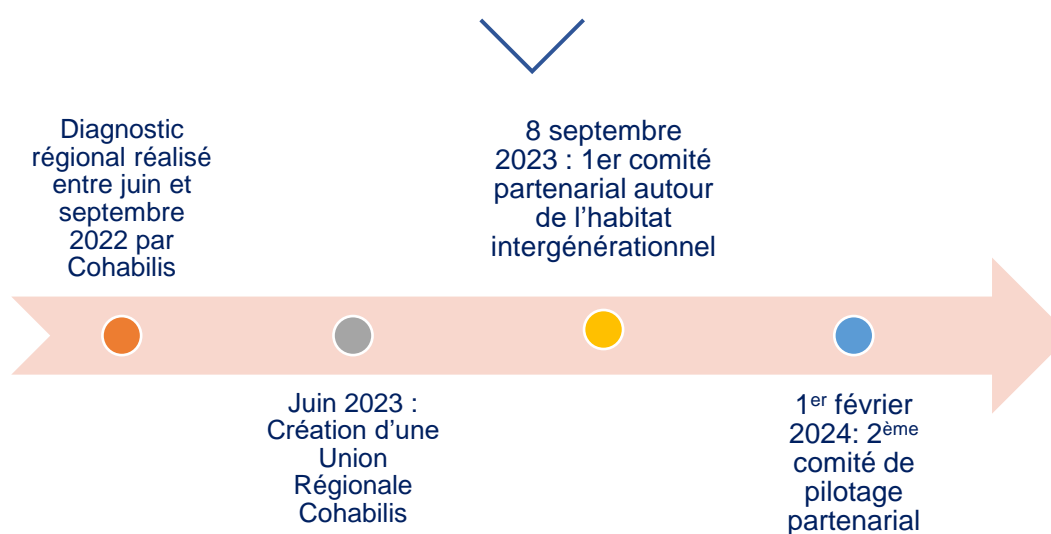 Diagnostic
régional réalisé
entre juin et
septembre
2022 par
Cohabilis
8 septembre
2023 : 1er comité
partenarial autour
de l’habitat
intergénérationnel
Juin 2023 :
Création d’une
Union
Régionale
Cohabilis
1er février
2024: 2ème
comité de
pilotage
partenarial